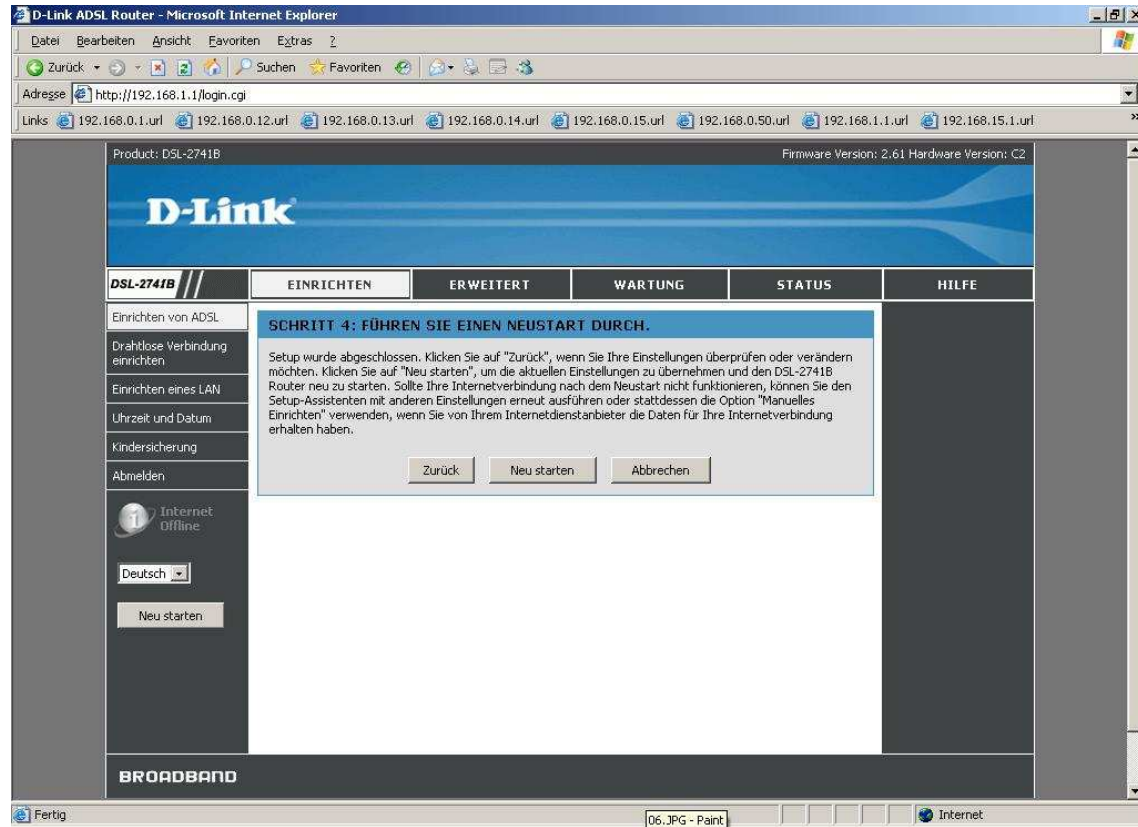 D-Link ADSL Router - Microsoft Internet Explorer
Datei Bearbeiten Ansicht Favoriten Extras ?
Zurück Suchen Favoriten
Adresse http://192.168.1.1/login.cgi
Links 192.168.0.1.url 192.168.0.12.url 192.168.0.13.url 192.168.0.14.url 192.168.0.15.url 192.168.0.50.url 192.168.1.1.url 192.168.15.1.url »
Product: DSL-2741B Firmware Version: 2.61 Hardware Version: C2
D-Link
DSL-2741B EINRICHTEN ERWEITERT WARTUNG STATUS HILFE
Einrichten von ADSL
Drahtlose Verbindung
einrichten
Einrichten eines LAN
Uhrzeit und Datum
Kindersicherung
Abmelden
Internet
Offline
Deutsch
Neu starten
SCHRITT 4: FÜHREN SIE EINEN NEUSTART DURCH.
Setup wurde abgeschlossen. Klicken Sie auf "Zurück", wenn Sie Ihre Einstellungen überprüfen oder verändern
möchten. Klicken Sie auf "Neu starten", um die aktuellen Einstellungen zu übernehmen und den DSL-2741B
Router neu zu starten. Sollte Ihre Internetverbindung nach dem Neustart nicht funktionieren, können Sie den
Setup-Assistenten mit anderen Einstellungen erneut ausführen oder stattdessen die Option "Manuelles
Einrichten" verwenden, wenn Sie von Ihrem Internetdienstanbieter die Daten für Ihre Internetverbindung
erhalten haben.
Zurück Neu starten Abbrechen
BROADBAND
Fertig 06.JPG - Paint Internet